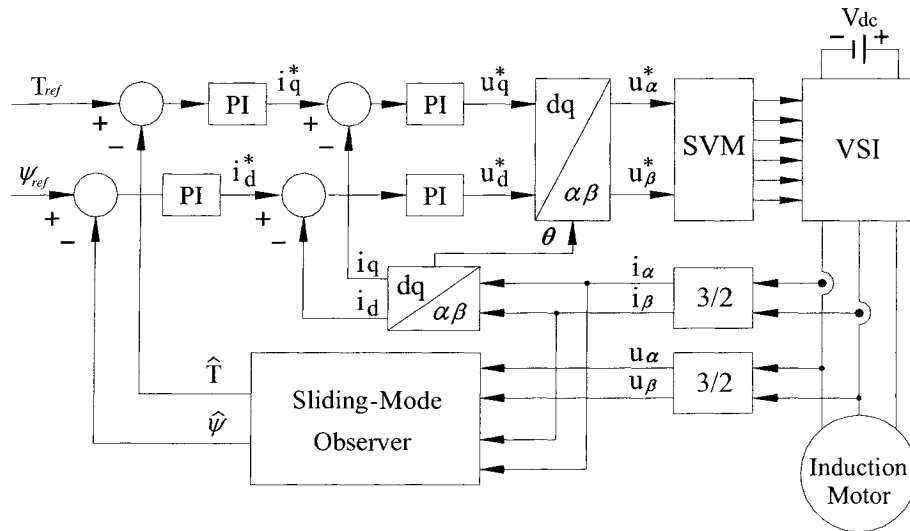 − Vdc +
T_ref + − PI i_q^* + − PI u_q^* dq αβ u_α^* SVM VSI
ψ_ref + − PI i_d^* + − PI u_d^* u_β^*
θ
i_q dq αβ i_α 3/2
i_d i_β
T̂ Sliding-Mode u_α 3/2
ψ̂ Observer u_β
Induction
Motor